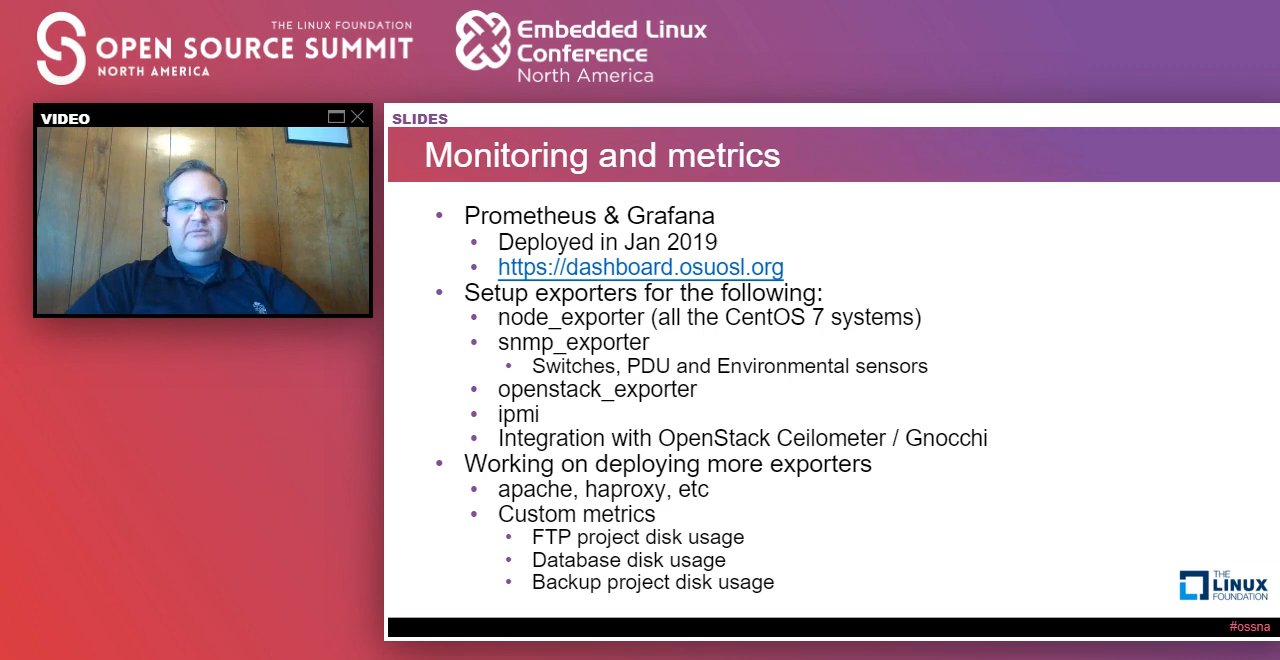 THE LINUX FOUNDATION
OPEN SOURCE SUMMIT
NORTH AMERICA
Embedded Linux
Conference
North America
VIDEO
SLIDES
Monitoring and metrics
• Prometheus & Grafana
• Deployed in Jan 2019
• https://dashboard.osuosl.org
• Setup exporters for the following:
• node_exporter (all the CentOS 7 systems)
• snmp_exporter
• Switches, PDU and Environmental sensors
• openstack_exporter
• ipmi
• Integration with OpenStack Ceilometer / Gnocchi
• Working on deploying more exporters
• apache, haproxy, etc
• Custom metrics
• FTP project disk usage
• Database disk usage
• Backup project disk usage
THE
LINUX
FOUNDATION
#ossna